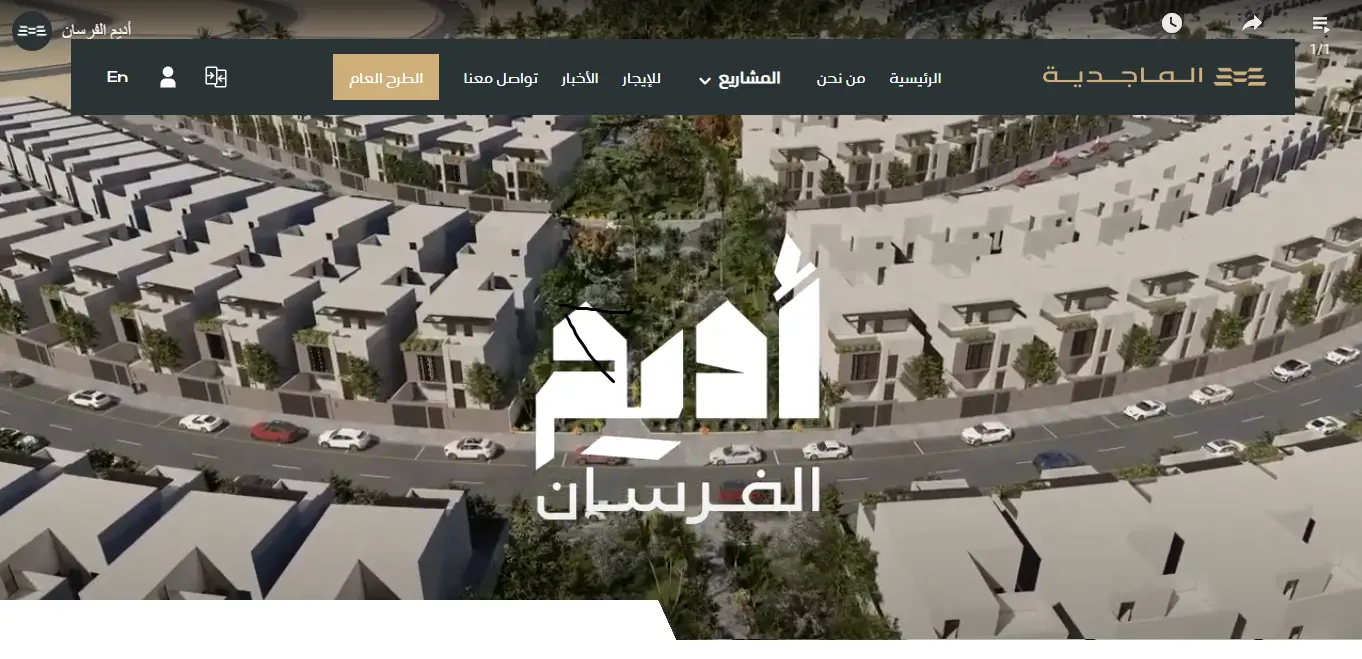 أديم الفرسان
1/1
الـمـاجـديـة
الرئيسية من نحن المشاريع للإيجار الأخبار تواصل معنا الطرح العام En
أديم
الفرسان